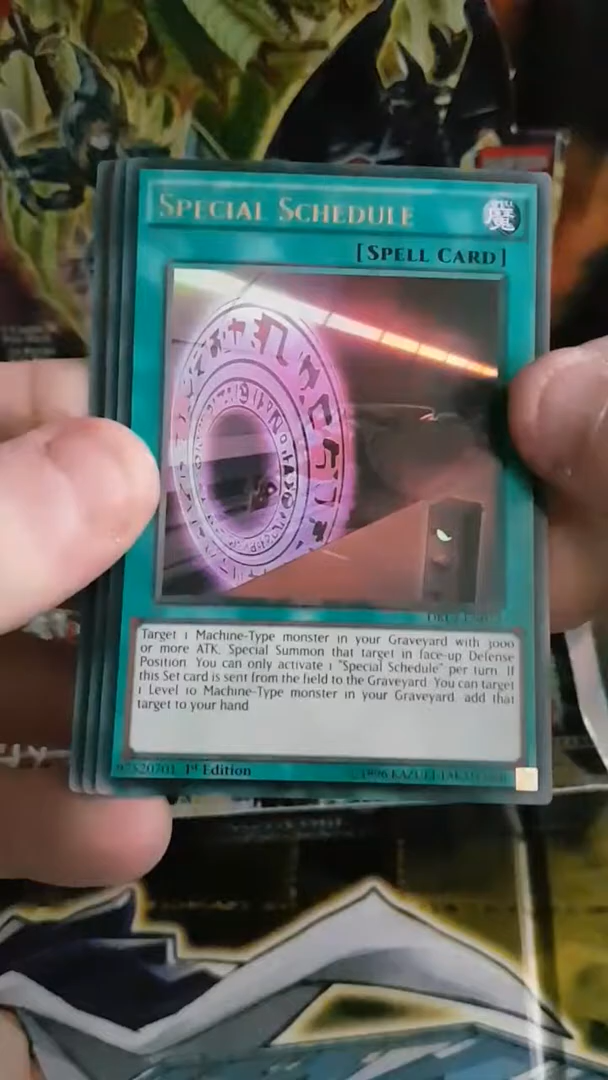 SPECIAL SCHEDULE
魔
[SPELL CARD]
Target 1 Machine-Type monster in your Graveyard with 3000
or more ATK. Special Summon that target in face-up Defense
Position. You can only activate 1 "Special Schedule" per turn. If
this Set card is sent from the field to the Graveyard. You can target
1 Level 10 Machine-Type monster in your Graveyard. add that
target to your hand
97520701 1st Edition